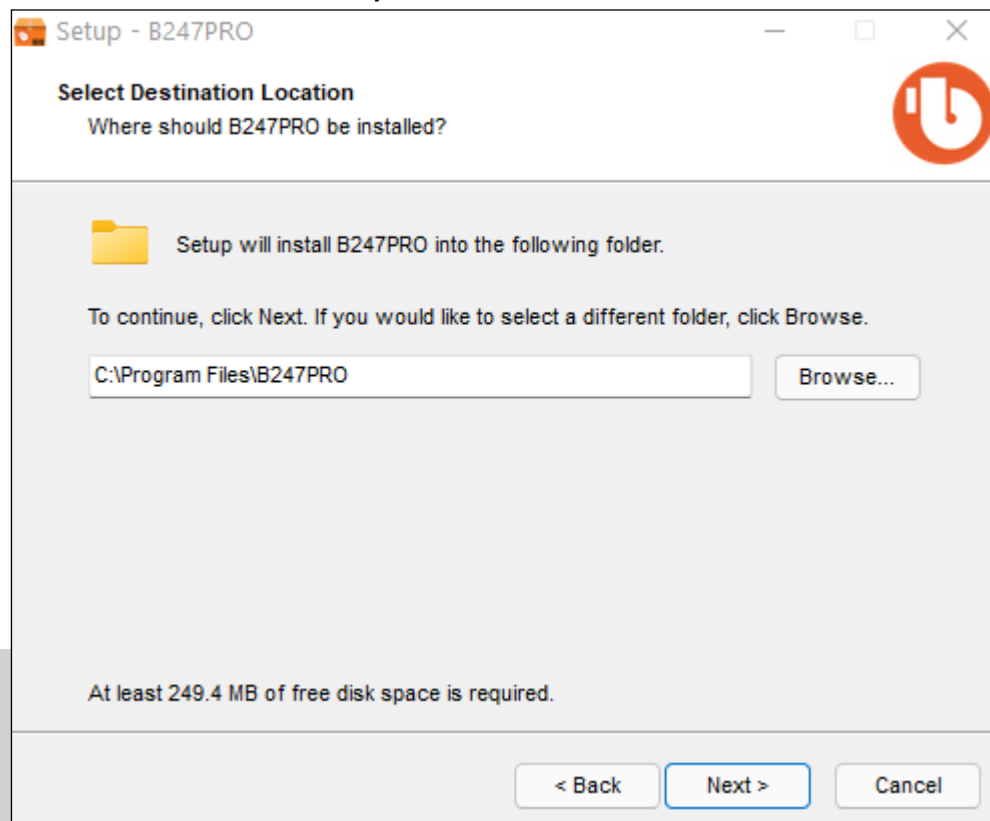 Setup - B247PRO
Select Destination Location
Where should B247PRO be installed?
Setup will install B247PRO into the following folder.
To continue, click Next. If you would like to select a different folder, click Browse.
C:\Program Files\B247PRO
Browse...
At least 249.4 MB of free disk space is required.
< Back
Next >
Cancel